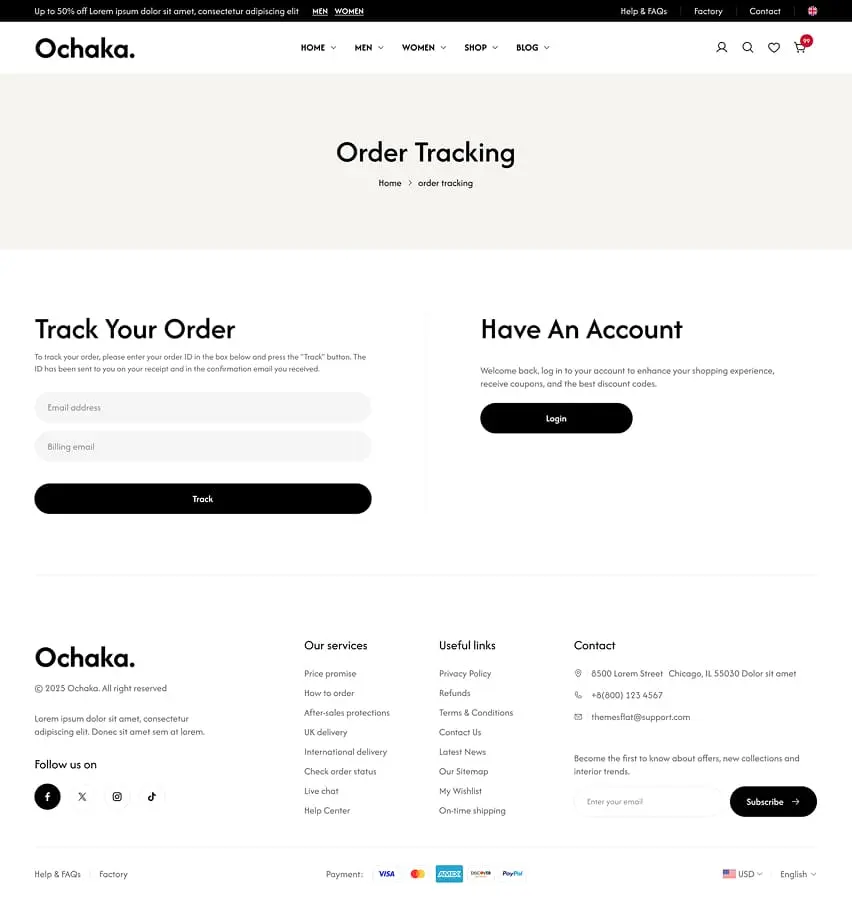 Up to 50% off Lorem ipsum dolor sit amet, consectetur adipiscing elit MEN WOMEN
Help & FAQs Factory Contact
Ochaka.
HOME MEN WOMEN SHOP BLOG
99
Order Tracking
Home > order tracking
Track Your Order
To track your order, please enter your order ID in the box below and press the "Track" button. The
ID has been sent to you on your receipt and in the confirmation email you received.
Email address
Billing email
Track
Have An Account
Welcome back, log in to your account to enhance your shopping experience,
receive coupons, and the best discount codes.
Login
Ochaka.
© 2025 Ochaka. All right reserved
Lorem ipsum dolor sit amet, consectetur
adipiscing elit. Donec sit amet sem at lorem.
Follow us on
Our services
Price promise
How to order
After-sales protections
UK delivery
International delivery
Check order status
Live chat
Help Center
Useful links
Privacy Policy
Refunds
Terms & Conditions
Contact Us
Latest News
Our Sitemap
My Wishlist
On-time shipping
Contact
8500 Lorem Street Chicago, IL 55030 Dolor sit amet
+8(800) 123 4567
themesflat@support.com
Become the first to know about offers, new collections and
interior trends.
Enter your email
Subscribe
Help & FAQs Factory
Payment: VISA AMEX DISCOVER PayPal
USD English